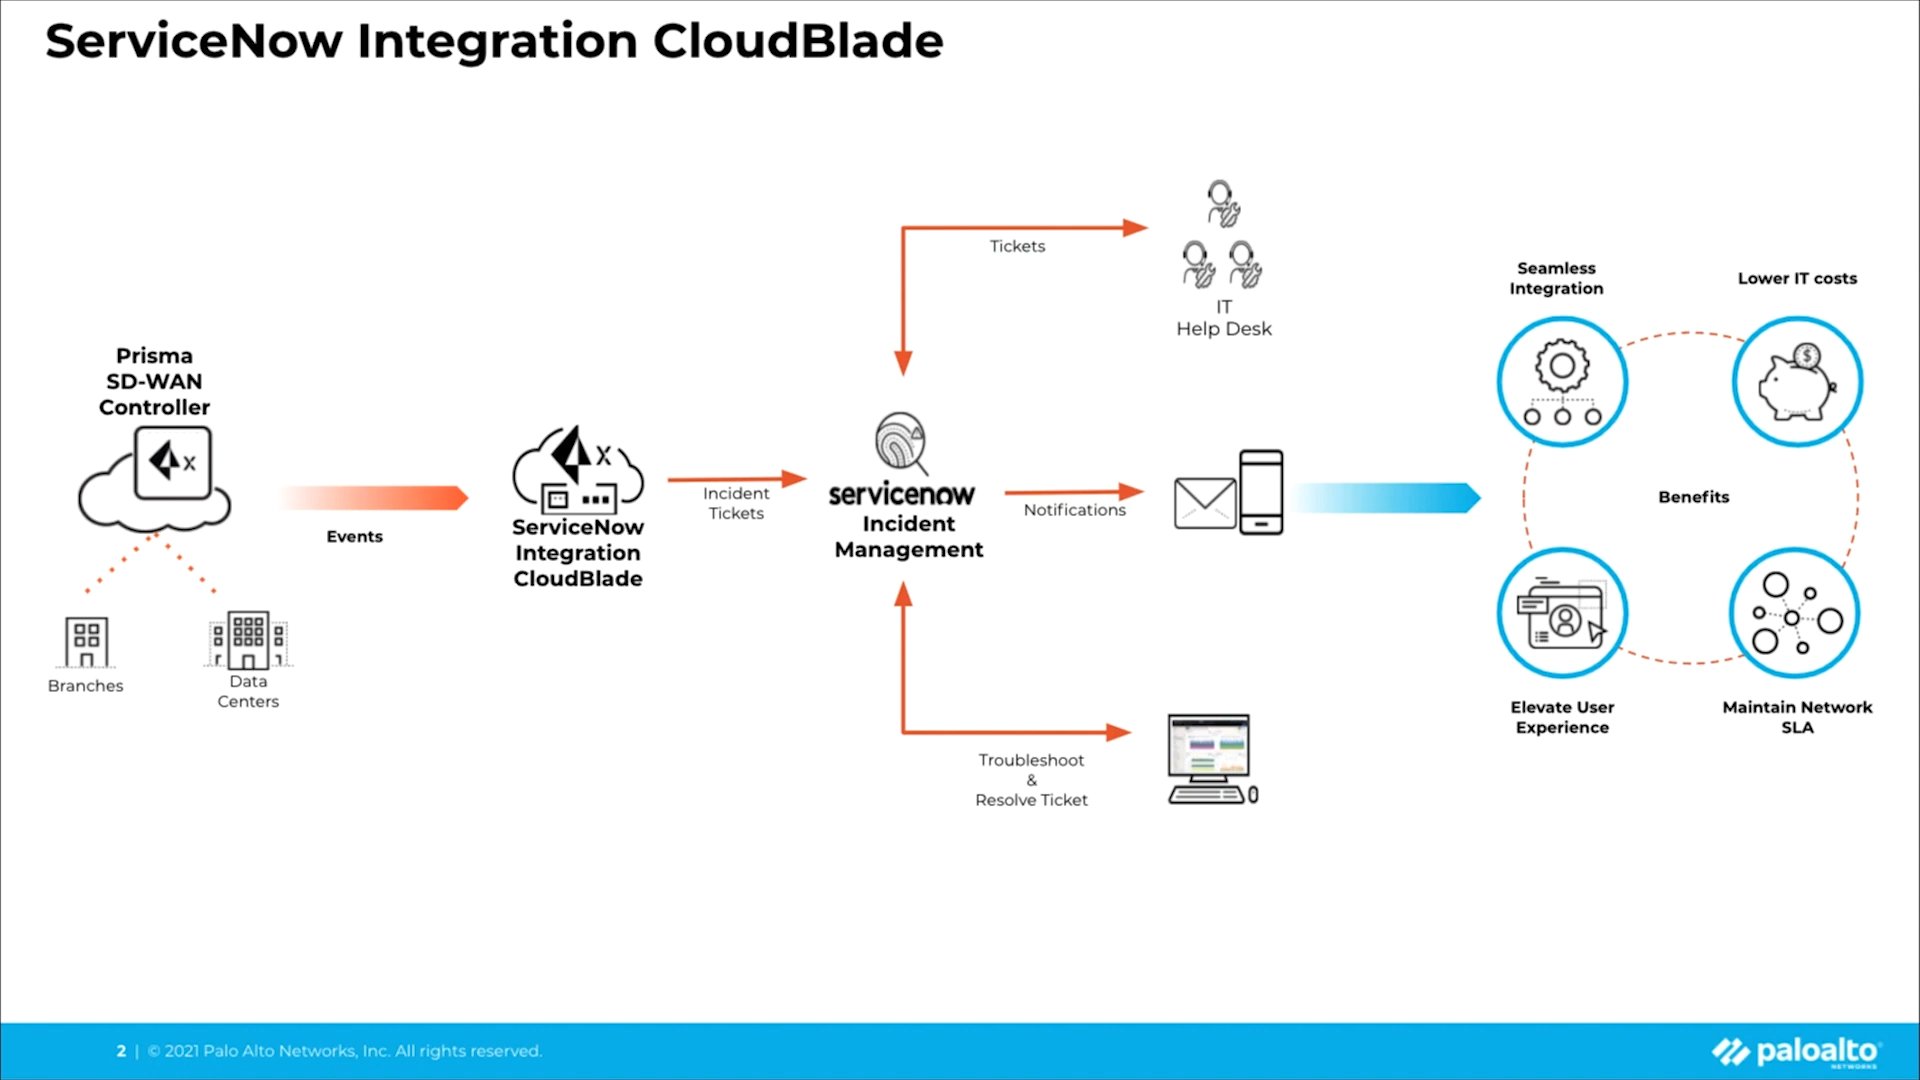 ServiceNow Integration CloudBlade
Prisma
SD-WAN
Controller
X
Branches
Data
Centers
Events
X
ServiceNow
Integration
CloudBlade
Incident
Tickets
servicenow
Incident
Management
Tickets
IT
Help Desk
Notifications
Troubleshoot
&
Resolve Ticket
Seamless
Integration
Lower IT costs
$
Benefits
Elevate User
Experience
Maintain Network
SLA
2 | © 2021 Palo Alto Networks, Inc. All rights reserved.
paloalto®
NETWORKS